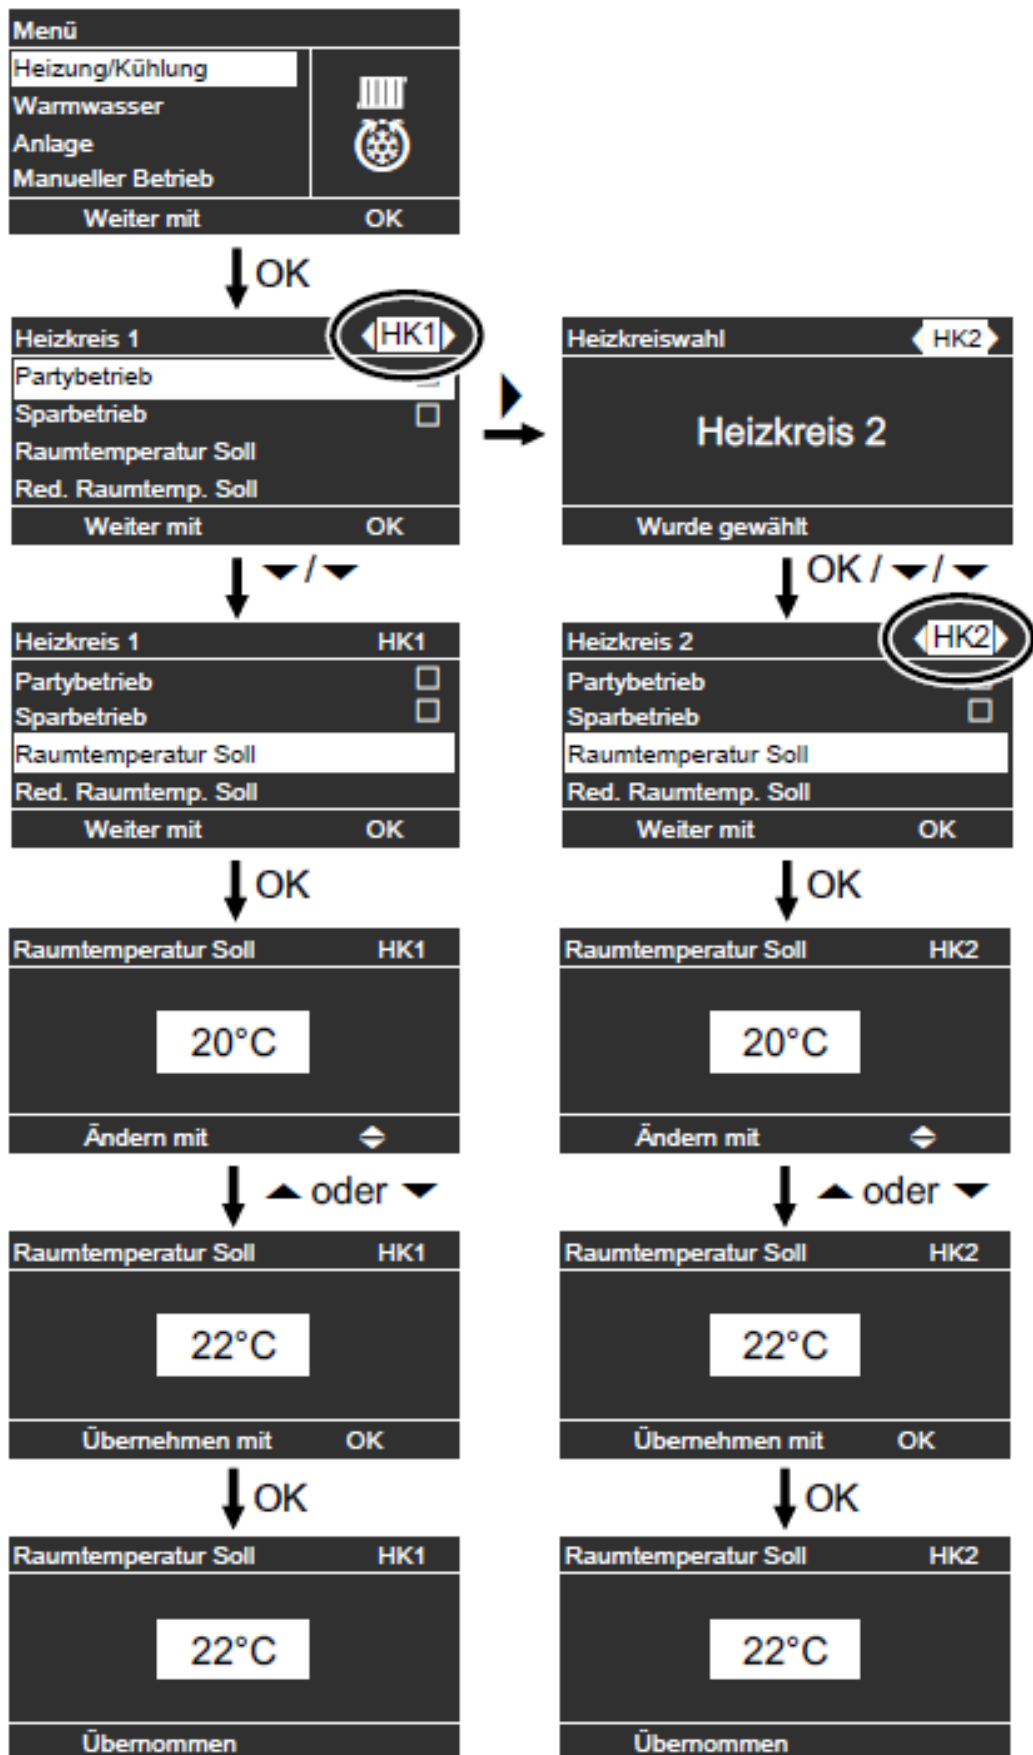 Menü
Heizung/Kühlung
Warmwasser
Anlage
Manueller Betrieb
Weiter mit OK
OK
Heizkreis 1 HK1
Partybetrieb
Sparbetrieb
Raumtemperatur Soll
Red. Raumtemp. Soll
Weiter mit OK
Heizkreiswahl HK2
Heizkreis 2
Wurde gewählt
/
OK / /
Heizkreis 1 HK1
Partybetrieb
Sparbetrieb
Raumtemperatur Soll
Red. Raumtemp. Soll
Weiter mit OK
Heizkreis 2 HK2
Partybetrieb
Sparbetrieb
Raumtemperatur Soll
Red. Raumtemp. Soll
Weiter mit OK
OK
OK
Raumtemperatur Soll HK1
20°C
Ändern mit
Raumtemperatur Soll HK2
20°C
Ändern mit
oder
oder
Raumtemperatur Soll HK1
22°C
Übernehmen mit OK
Raumtemperatur Soll HK2
22°C
Übernehmen mit OK
OK
OK
Raumtemperatur Soll HK1
22°C
Übernommen
Raumtemperatur Soll HK2
22°C
Übernommen